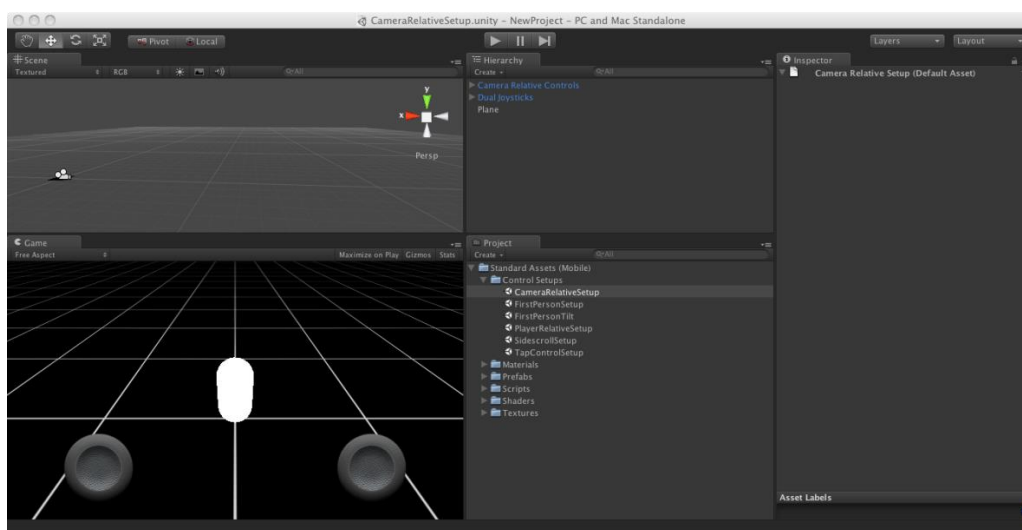 CameraRelativeSetup.unity – NewProject – PC and Mac Standalone
Pivot Local
Layers Layout
Scene
Textured RGB All
y
x
Persp
Hierarchy
Create All
Camera Relative Controls
Dual Joysticks
Plane
Inspector
Camera Relative Setup (Default Asset)
Game
Free Aspect Maximize on Play Gizmos Stats
Project
Create All
Standard Assets (Mobile)
Control Setups
CameraRelativeSetup
FirstPersonSetup
FirstPersonTilt
PlayerRelativeSetup
SidescrollSetup
TapControlSetup
Materials
Prefabs
Scripts
Shaders
Textures
Asset Labels